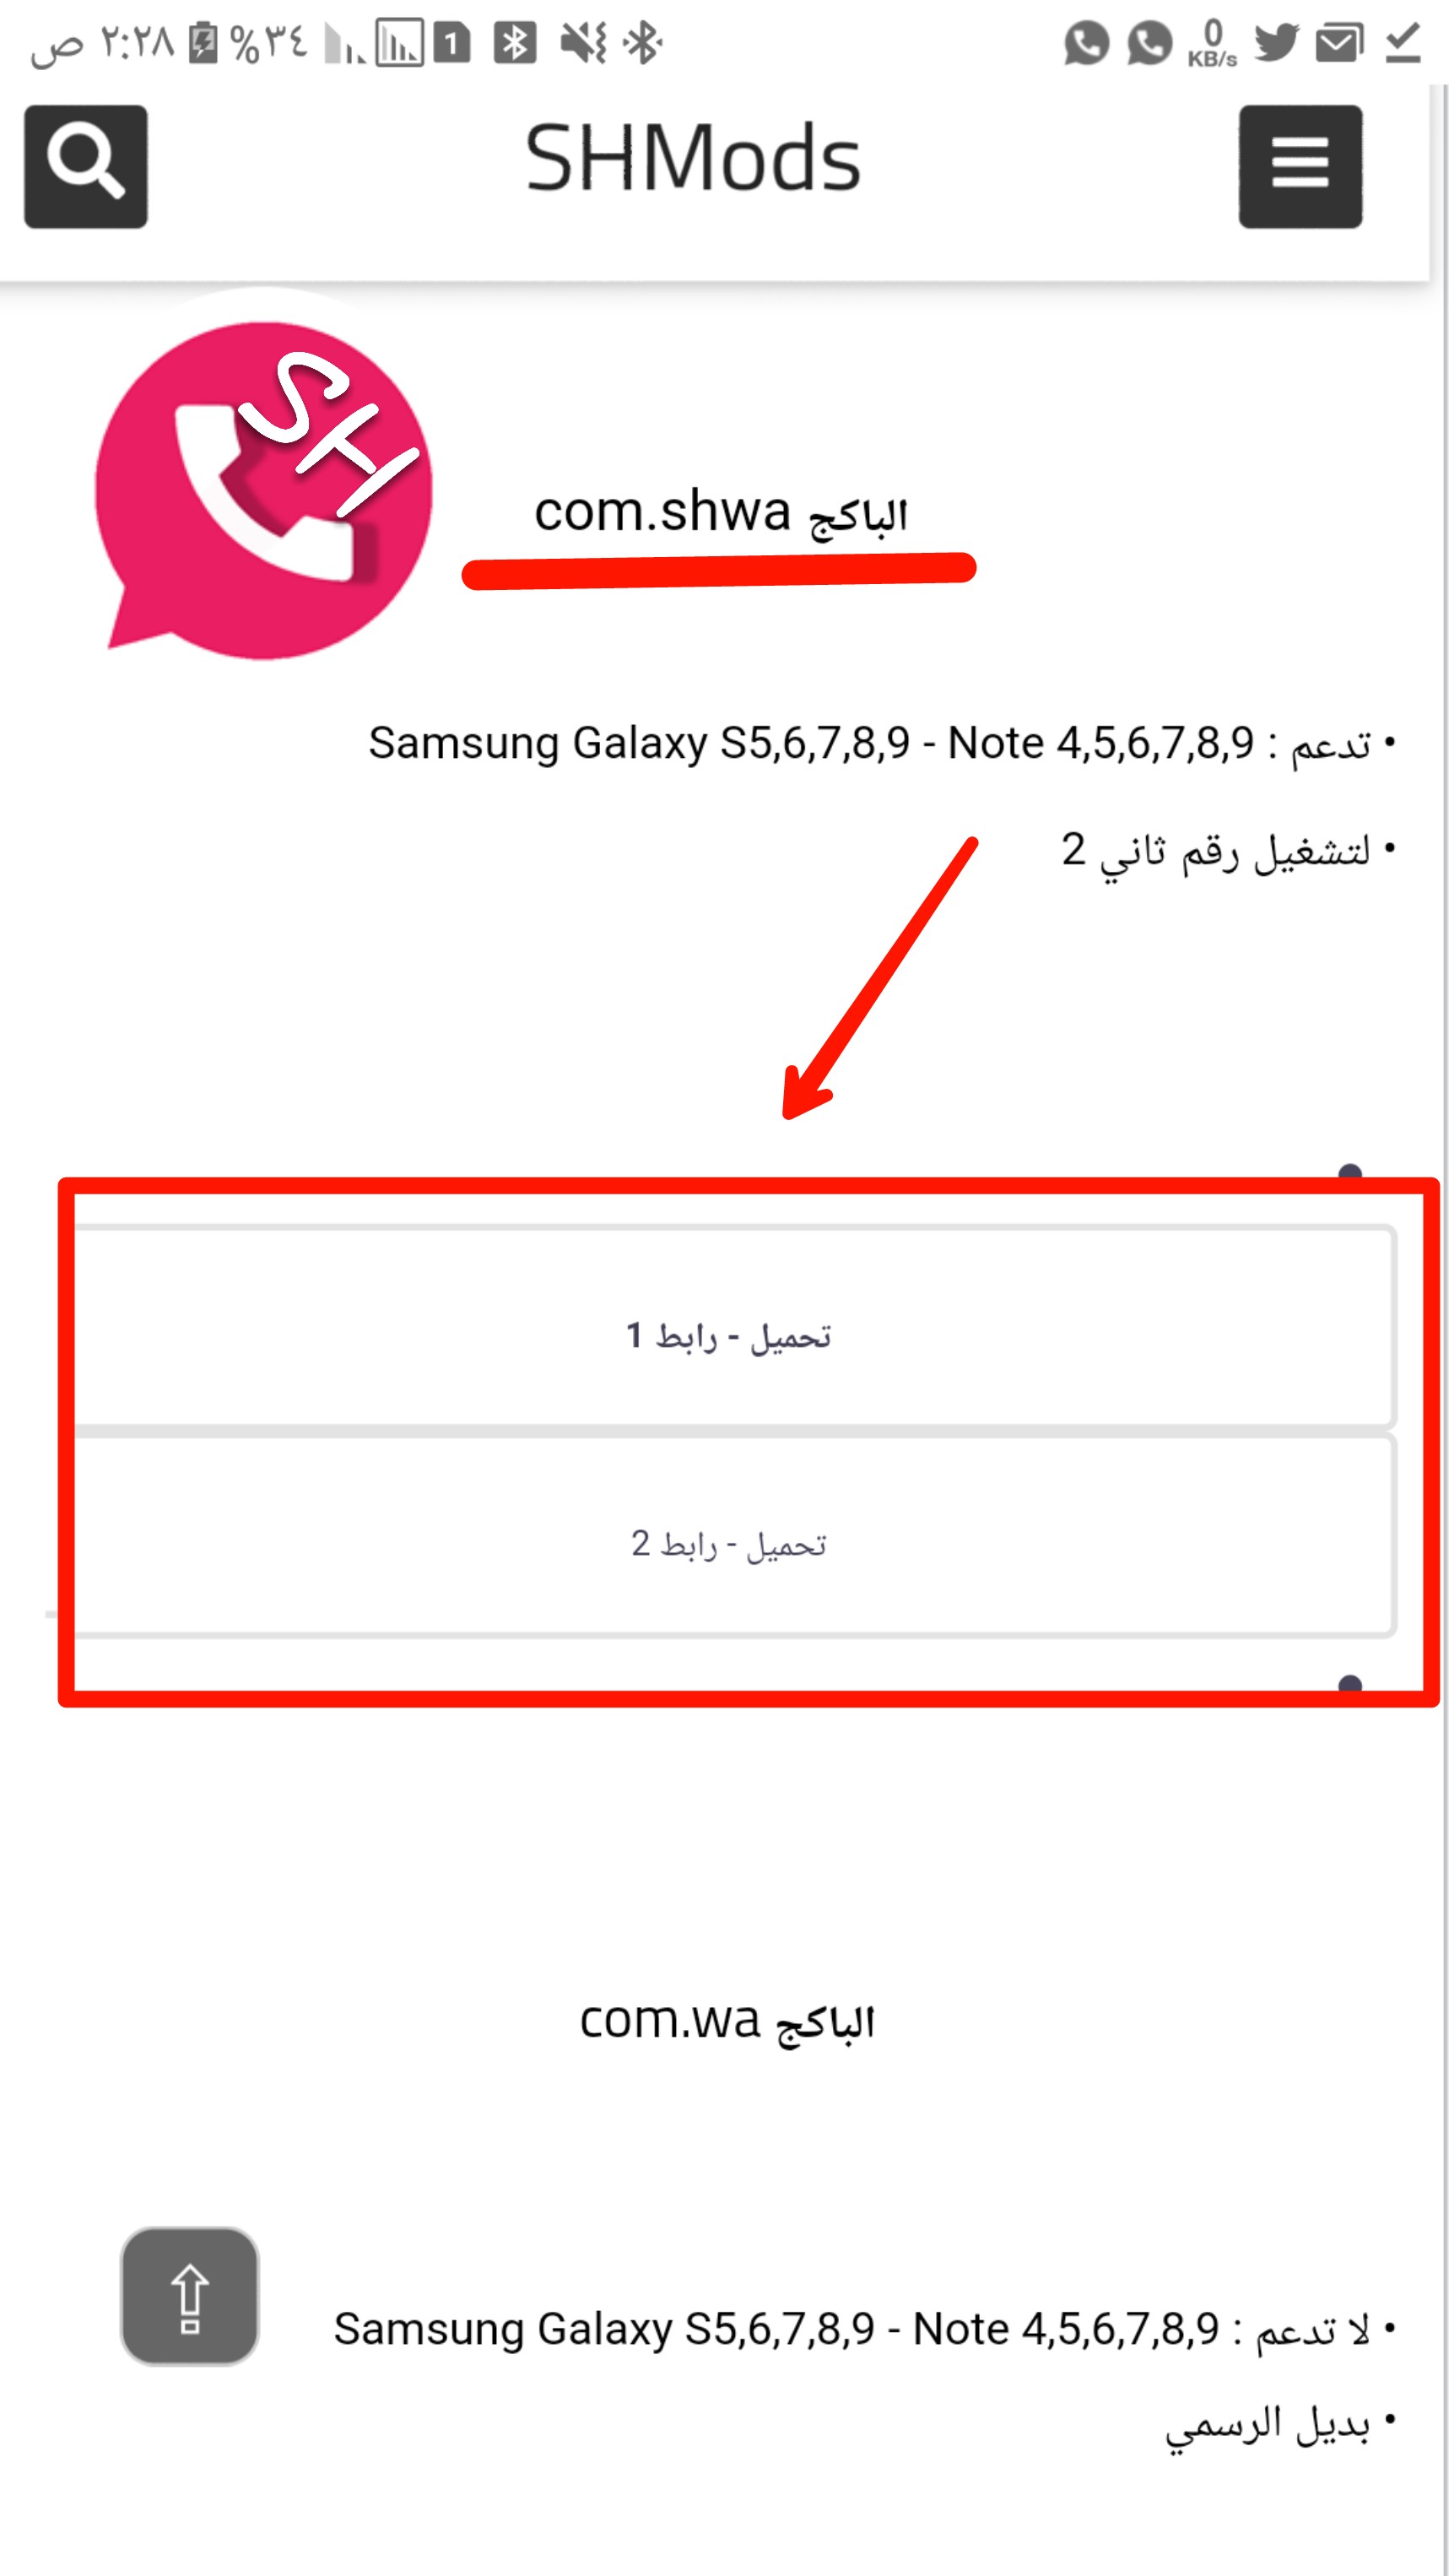 ص ٢:٢٨ %٣٤ 1 0 KB/s
SHMods
SH
الباكج com.shwa
• تدعم : Samsung Galaxy S5,6,7,8,9 - Note 4,5,6,7,8,9
• لتشغيل رقم ثاني 2
تحميل - رابط 1
تحميل - رابط 2
الباكج com.wa
• لا تدعم : Samsung Galaxy S5,6,7,8,9 - Note 4,5,6,7,8,9
• بديل الرسمي